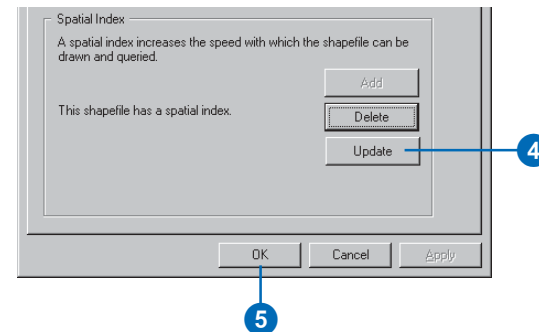 Spatial Index
A spatial index increases the speed with which the shapefile can be
drawn and queried.
Add
This shapefile has a spatial index.
Delete
Update
4
OK
Cancel
Apply
5